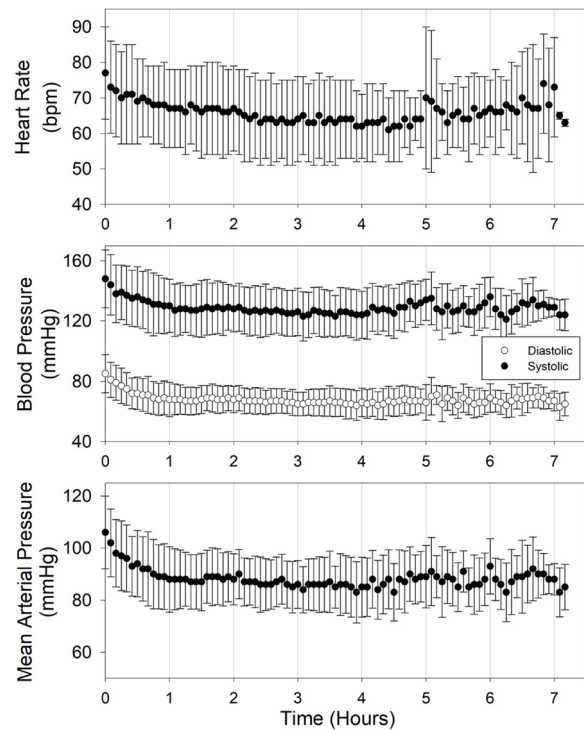 90
80
70
60
50
40
Heart Rate
(bpm)
0 1 2 3 4 5 6 7
160
120
80
40
Blood Pressure
(mmHg)
Diastolic
Systolic
0 1 2 3 4 5 6 7
120
100
80
60
Mean Arterial Pressure
(mmHg)
0 1 2 3 4 5 6 7
Time (Hours)